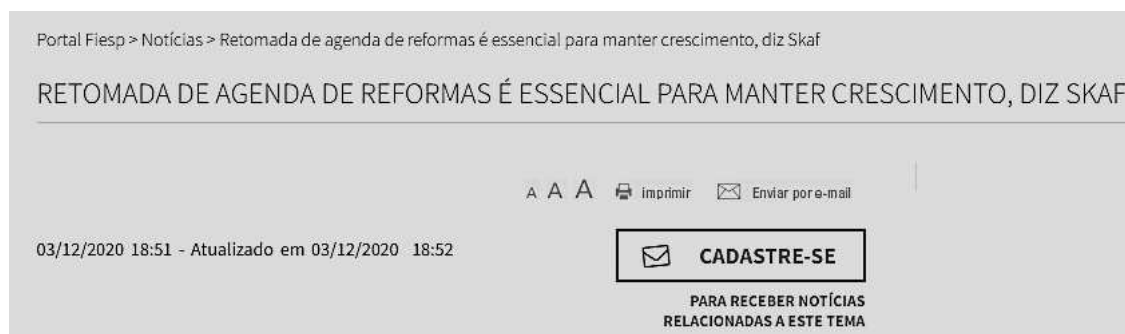 Portal Fiesp > Notícias > Retomada de agenda de reformas é essencial para manter crescimento, diz Skaf
RETOMADA DE AGENDA DE REFORMAS É ESSENCIAL PARA MANTER CRESCIMENTO, DIZ SKAF
A A A imprimir Enviar por e-mail
03/12/2020 18:51 - Atualizado em 03/12/2020 18:52
CADASTRE-SE
PARA RECEBER NOTÍCIAS
RELACIONADAS A ESTE TEMA